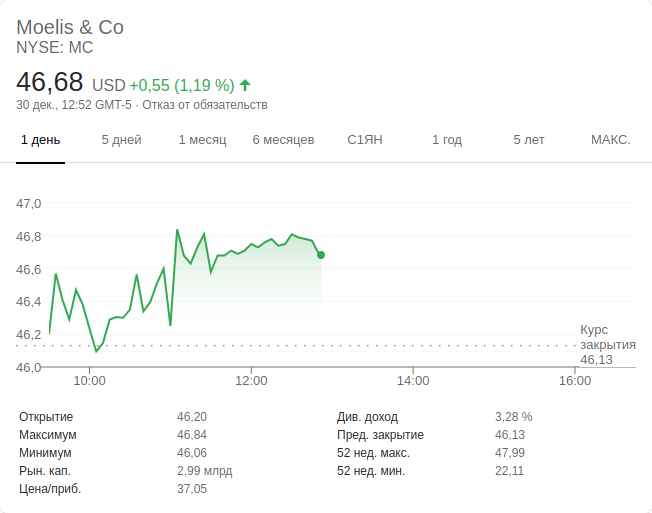 Moelis & Co
NYSE: MC
46,68 USD +0,55 (1,19 %)
30 дек., 12:52 GMT-5 · Отказ от обязательств
1 день 5 дней 1 месяц 6 месяцев С1ЯН 1 год 5 лет МАКС.
47,0
46,8
46,6
46,4
46,2
46,0
Курс
закрытия
46,13
10:00 12:00 14:00 16:00
Открытие 46,20 Див. доход 3,28 %
Максимум 46,84 Пред. закрытие 46,13
Минимум 46,06 52 нед. макс. 47,99
Рын. кап. 2,99 млрд 52 нед. мин. 22,11
Цена/приб. 37,05